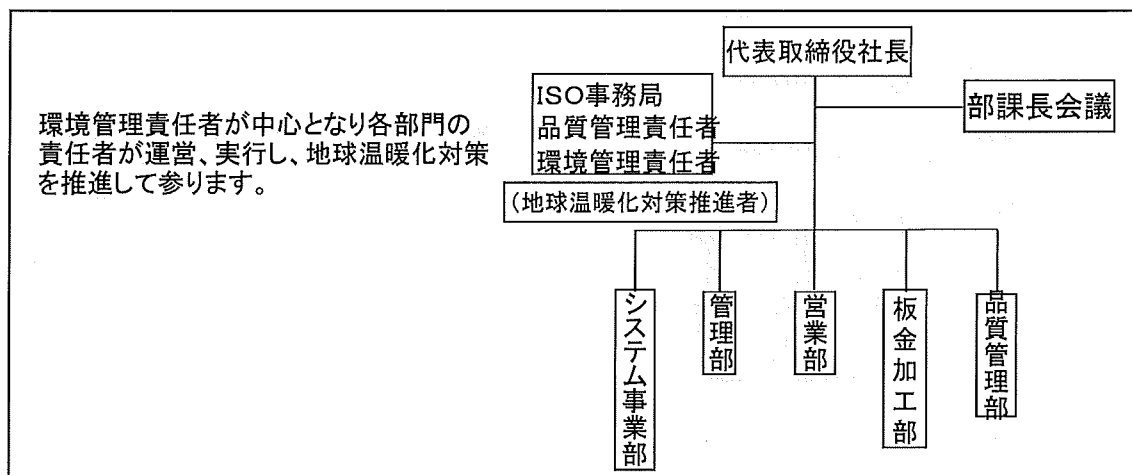 代表取締役社長
ISO事務局
品質管理責任者
環境管理責任者
部課長会議
環境管理責任者が中心となり各部門の
責任者が運営、実行し、地球温暖化対策
を推進して参ります。
（地球温暖化対策推進者）
システム事業部
管理部
営業部
板金加工部
品質管理部